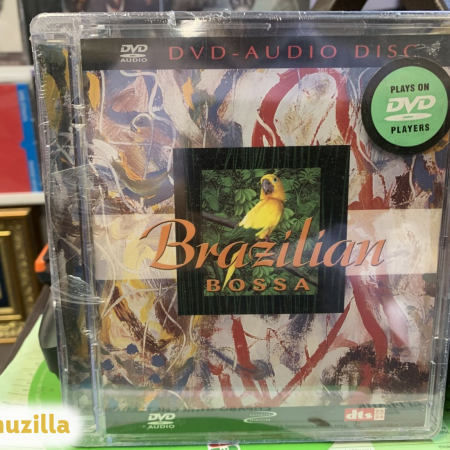 DVD
AUDIO
DVD-AUDIO DISC
PLAYS ON
DVD
PLAYERS
Brazilian
BOSSA
DVD
AUDIO
dts
uzilla